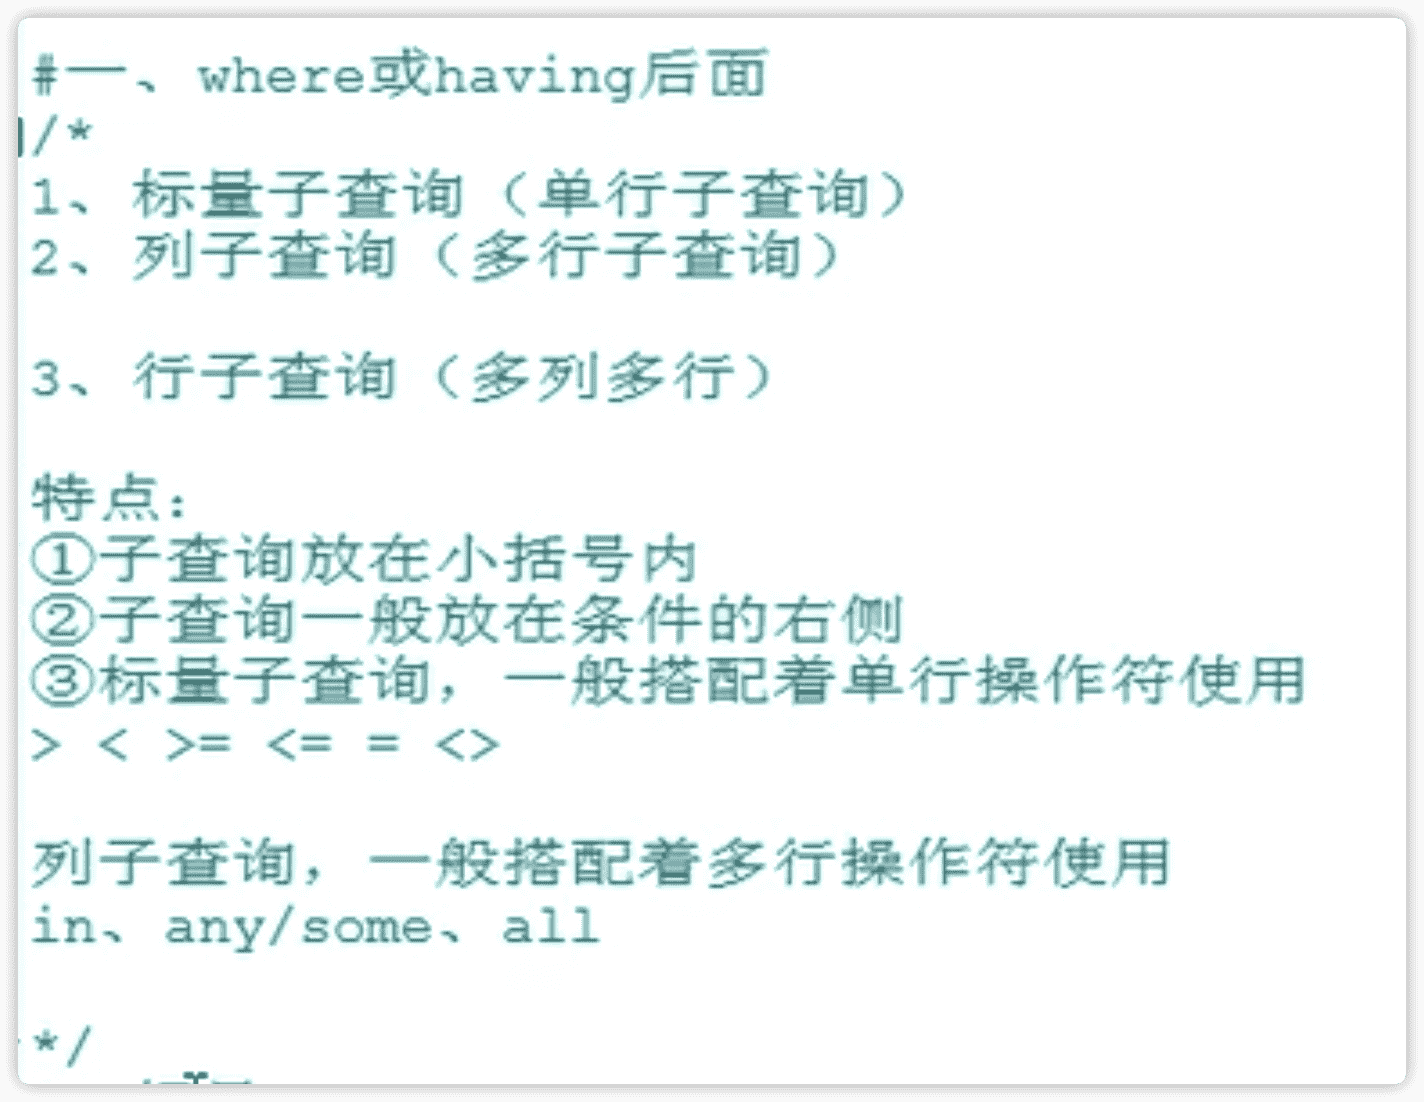 #一、where或having后面
/*
1、标量子查询（单行子查询）
2、列子查询（多行子查询）
3、行子查询（多列多行）
特点：
①子查询放在小括号内
②子查询一般放在条件的右侧
③标量子查询，一般搭配着单行操作符使用
> < >= <= = <>
列子查询，一般搭配着多行操作符使用
in、any/some、all
*/